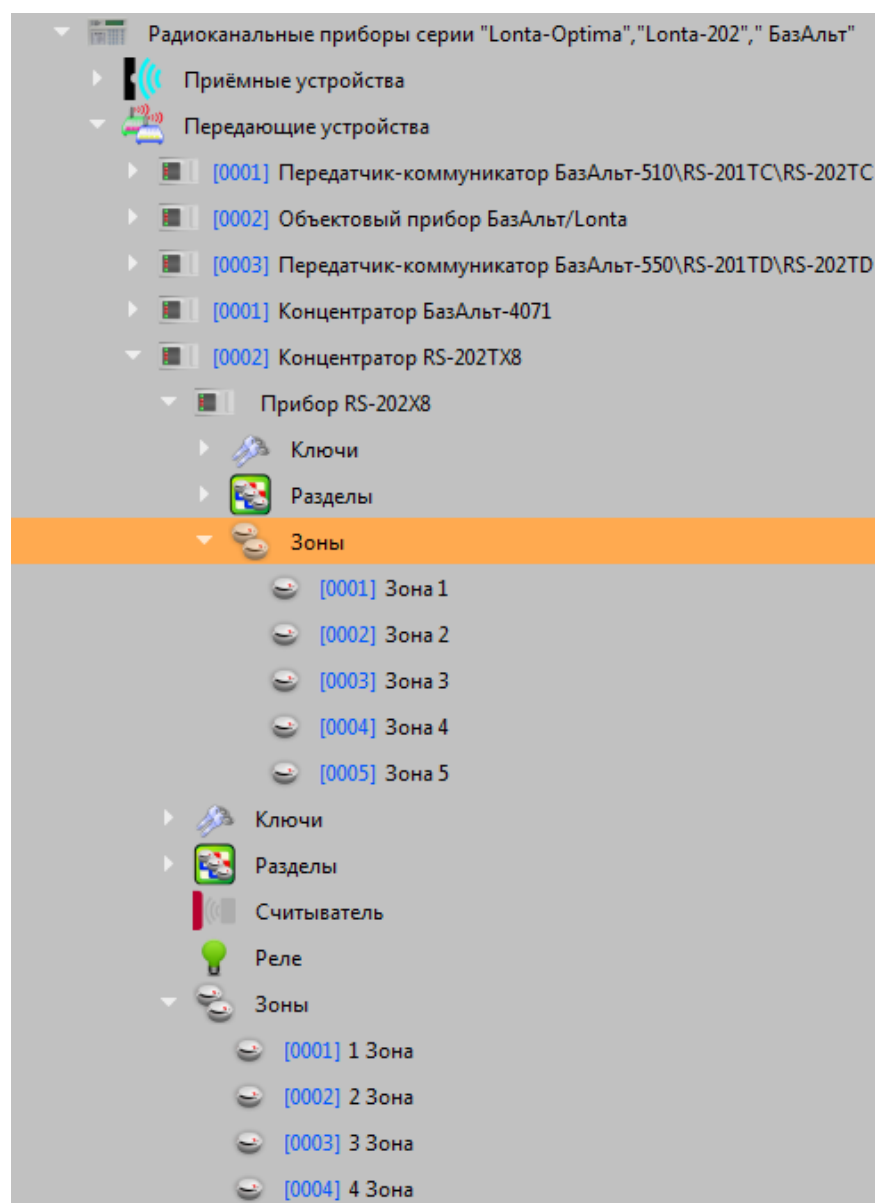 Радиоканальные приборы серии "Lonta-Optima","Lonta-202"," БазАльт"
Приёмные устройства
Передающие устройства
[0001] Передатчик-коммуникатор БазАльт-510\RS-201TC\RS-202TC
[0002] Объектовый прибор БазАльт/Lonta
[0003] Передатчик-коммуникатор БазАльт-550\RS-201TD\RS-202TD
[0001] Концентратор БазАльт-4071
[0002] Концентратор RS-202TX8
Прибор RS-202X8
Ключи
Разделы
Зоны
[0001] Зона 1
[0002] Зона 2
[0003] Зона 3
[0004] Зона 4
[0005] Зона 5
Ключи
Разделы
Считыватель
Реле
Зоны
[0001] 1 Зона
[0002] 2 Зона
[0003] 3 Зона
[0004] 4 Зона